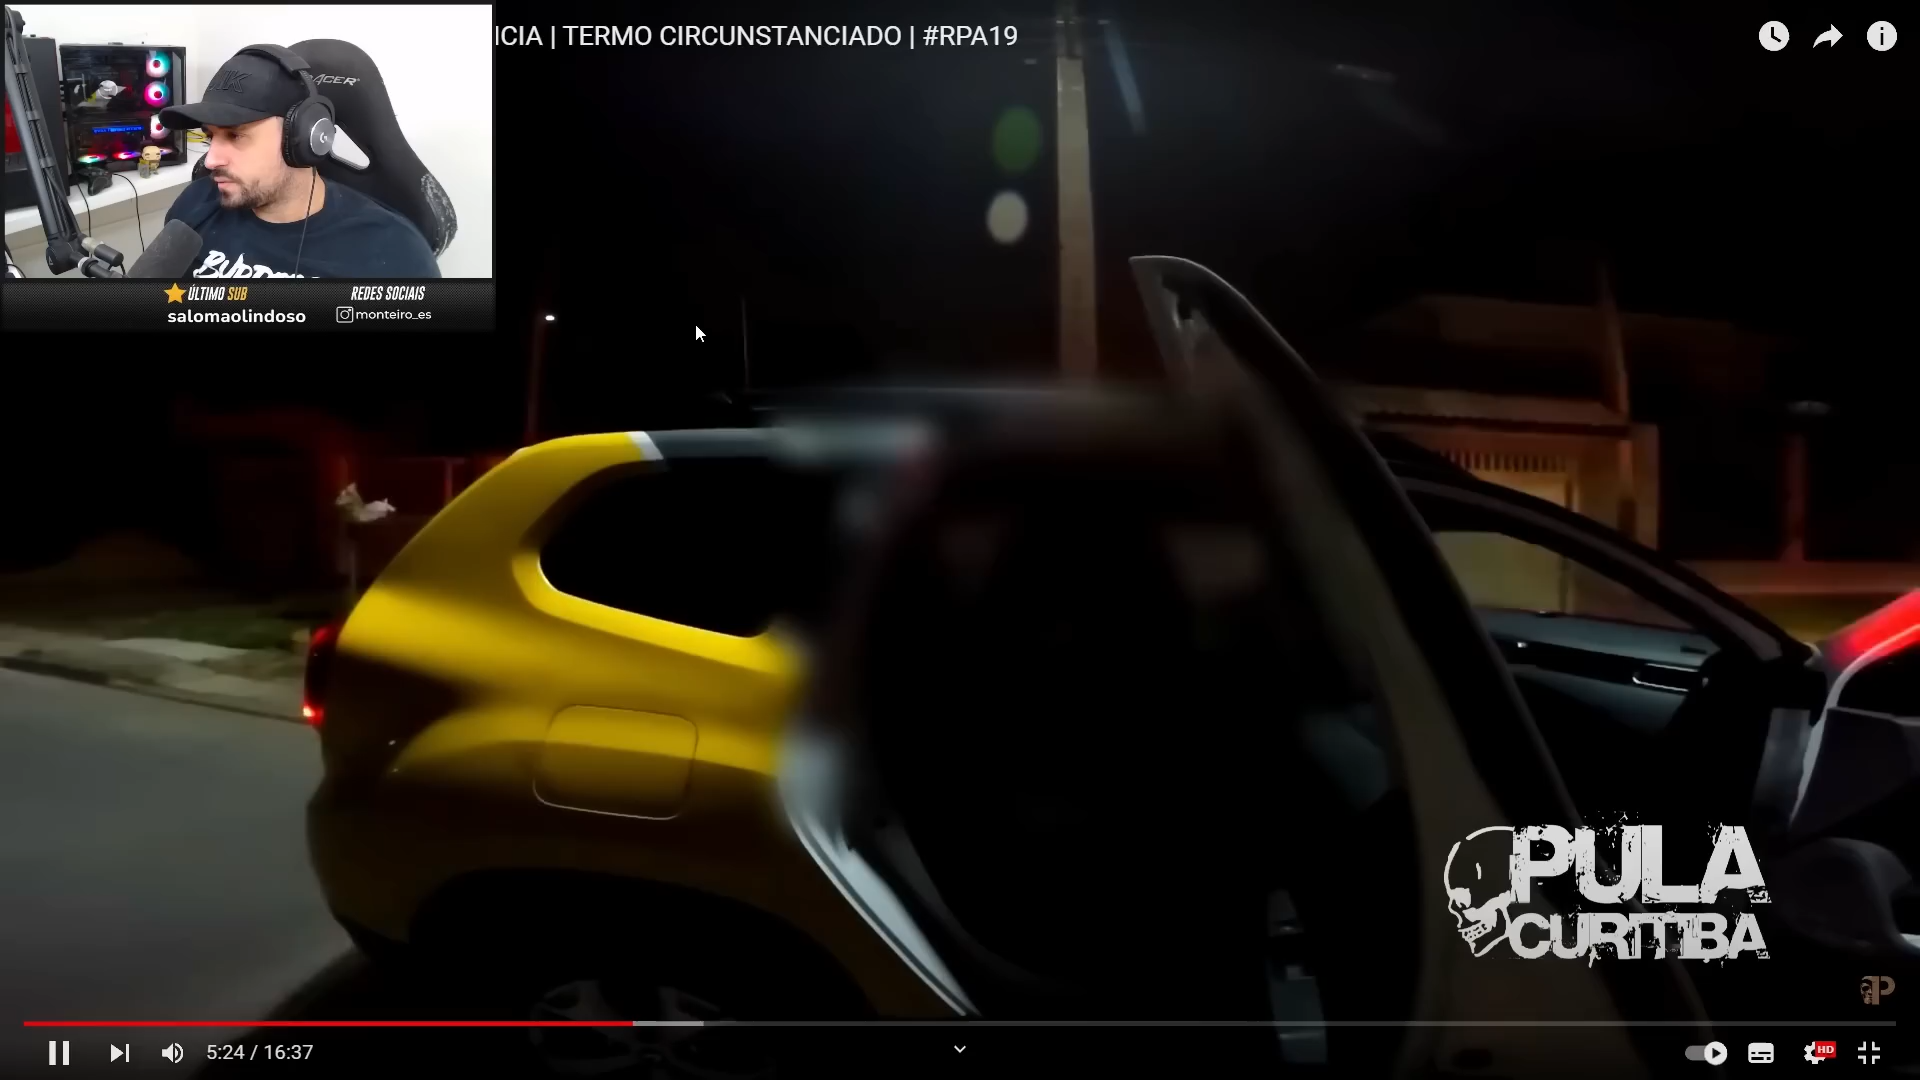 ICIA | TERMO CIRCUNSTANCIADO | #RPA19
ÚLTIMO SUB
REDES SOCIAIS
salomaolindoso
monteiro_es
PULA
CURITIBA
5:24 / 16:37
HD